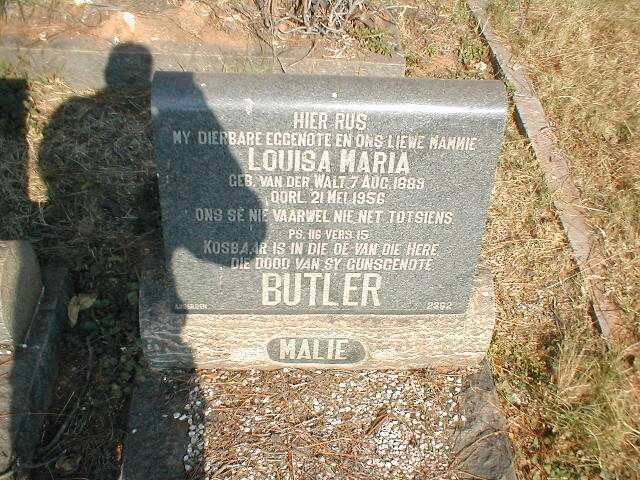 HIER RUS
MY DIERBARE EGGENOTE EN ONS LIEWE MAMMIE
LOUISA MARIA
GEB. VAN DER WALT 7 AUG. 1889
OORL. 21 MEI 1956
ONS SÊ NIE VAARWEL NIE NET TOTSIENS
PS. 116 VERS 15
KOSBAAR IS IN DIE OË VAN DIE HERE
DIE DOOD VAN SY GUNSGENOTE
BUTLER
MALIE